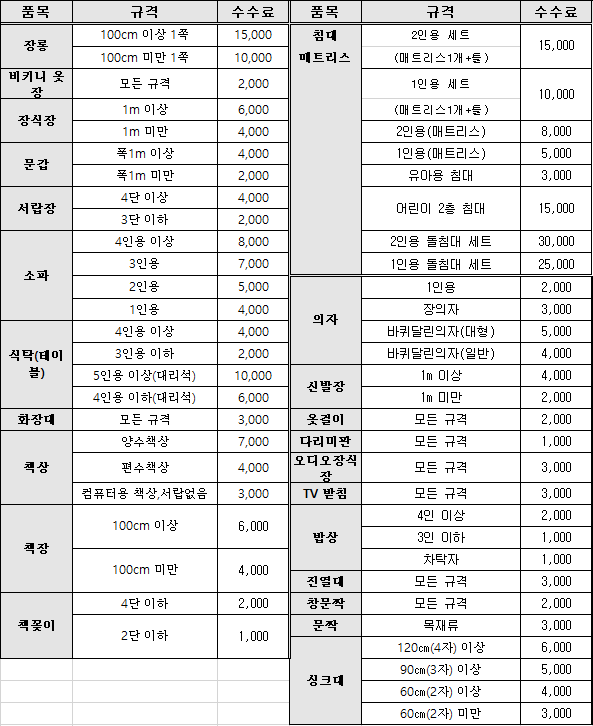 품목 규격 수수료
장롱 100cm 이상 1쪽 15,000
100cm 미만 1쪽 10,000
비키니 옷장 모든 규격 2,000
장식장 1m 이상 6,000
1m 미만 4,000
문갑 폭1m 이상 4,000
폭1m 미만 2,000
서랍장 4단 이상 4,000
3단 이하 2,000
소파 4인용 이상 8,000
3인용 7,000
2인용 5,000
1인용 4,000
식탁(테이블) 4인용 이상 4,000
3인용 이하 2,000
5인용 이상(대리석) 10,000
4인용 이하(대리석) 6,000
화장대 모든 규격 3,000
책상 양수책상 7,000
편수책상 4,000
컴퓨터용 책상,서랍없음 3,000
책장 100cm 이상 6,000
100cm 미만 4,000
책꽂이 4단 이하 2,000
2단 이하 1,000
품목 규격 수수료
침대 매트리스 2인용 세트 (매트리스1개+틀) 15,000
1인용 세트 (매트리스1개+틀) 10,000
2인용(매트리스) 8,000
1인용(매트리스) 5,000
유아용 침대 3,000
어린이 2층 침대 15,000
2인용 돌침대 세트 30,000
1인용 돌침대 세트 25,000
의자 1인용 2,000
장의자 3,000
바퀴달린의자(대형) 5,000
바퀴달린의자(일반) 4,000
신발장 1m 이상 4,000
1m 미만 2,000
옷걸이 모든 규격 2,000
다리미판 모든 규격 1,000
오디오장식장 모든 규격 3,000
TV 받침 모든 규격 3,000
밥상 4인 이상 2,000
3인 이하 1,000
차탁자 1,000
진열대 모든 규격 3,000
창문짝 모든 규격 2,000
문짝 목재류 3,000
싱크대 120㎝(4자) 이상 6,000
90㎝(3자) 이상 5,000
60㎝(2자) 이상 4,000
60㎝(2자) 미만 3,000